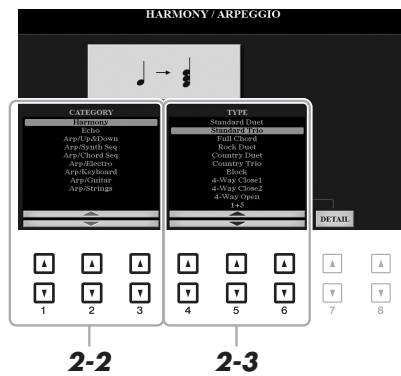 HARMONY / ARPEGGIO
CATEGORY
Harmony
Echo
Arp/Up&Down
Arp/Synth Seq
Arp/Chord Seq
Arp/Electro
Arp/Keyboard
Arp/Guitar
Arp/Strings
TYPE
Standard Duet
Standard Trio
Full Chord
Rock Duet
Country Duet
Country Trio
Block
4-Way Close1
4-Way Close2
4-Way Open
1+5
DETAIL
1 2 3 4 5 6 7 8
2-2 2-3